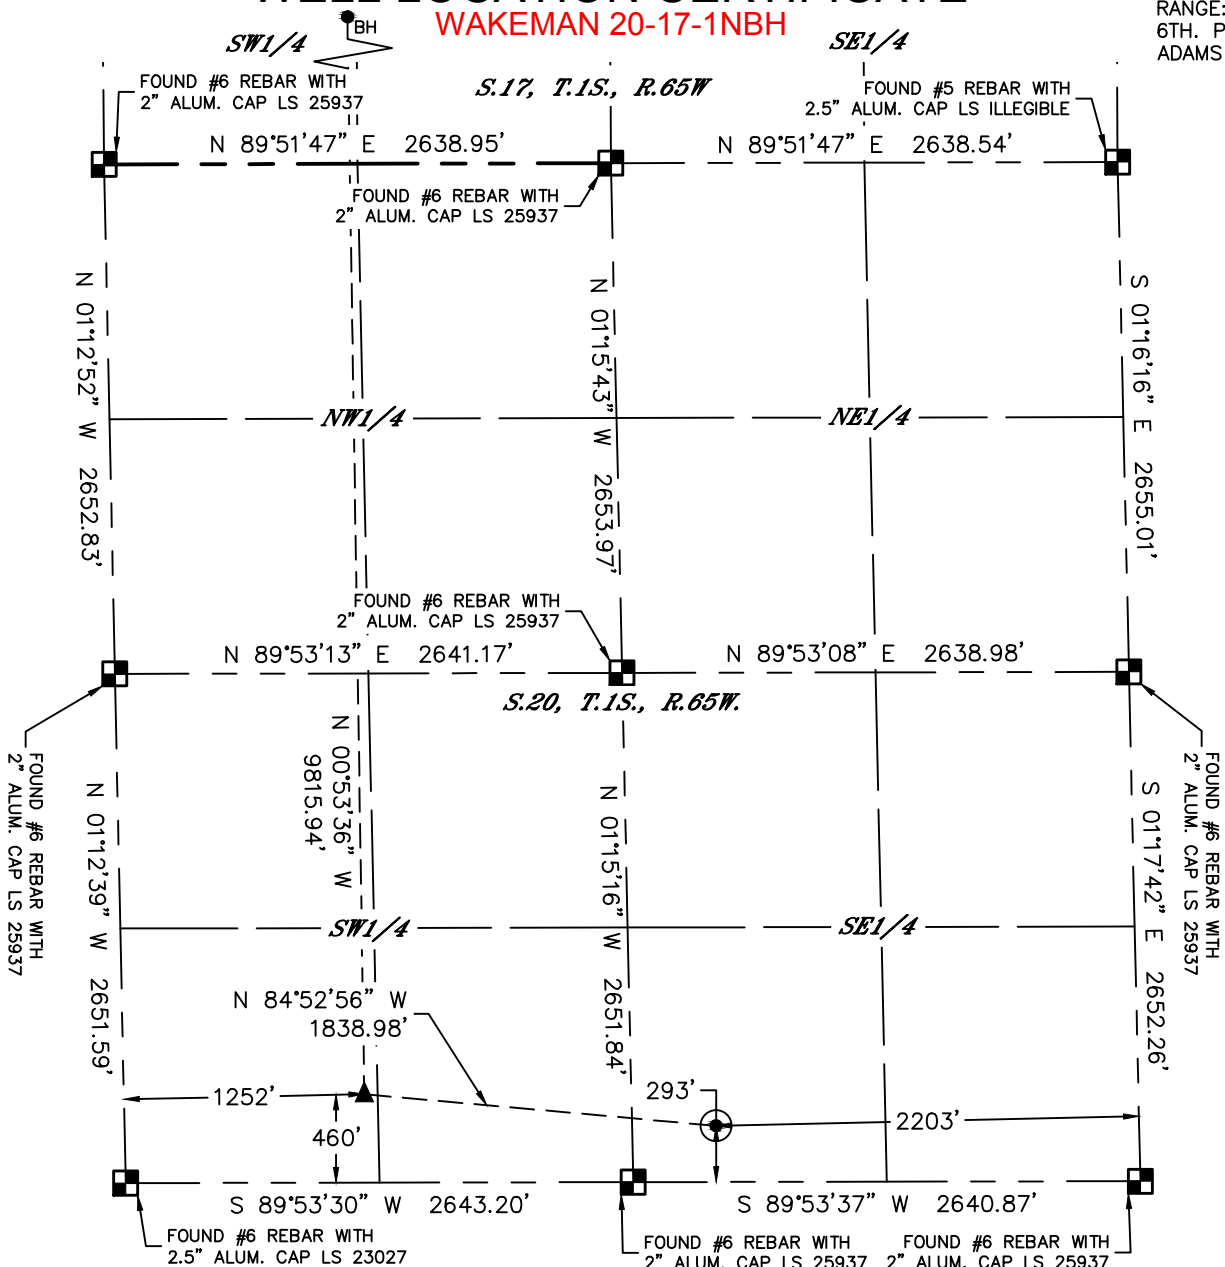 WELL LOCATION CERTIFICATE
WAKEMAN 20-17-1NBH
RANGE:
6TH. P
ADAMS
BH
SW1/4
SE1/4
S.17, T.1S., R.65W
FOUND #6 REBAR WITH
2" ALUM. CAP LS 25937
FOUND #5 REBAR WITH
2.5" ALUM. CAP LS ILLEGIBLE
N 89°51'47" E 2638.95'
N 89°51'47" E 2638.54'
FOUND #6 REBAR WITH
2" ALUM. CAP LS 25937
N 01°12'52" W 2652.83'
N 01°15'43" W 2653.97'
S 01°16'16" E 2655.01'
NW1/4
NE1/4
FOUND #6 REBAR WITH
2" ALUM. CAP LS 25937
N 89°53'13" E 2641.17'
N 89°53'08" E 2638.98'
S.20, T.1S., R.65W.
FOUND #6 REBAR WITH
2" ALUM. CAP LS 25937
N 01°12'39" W 2651.59'
N 00°53'36" W
9815.94'
N 01°15'16" W 2651.84'
S 01°17'42" E 2652.26'
FOUND #6 REBAR WITH
2" ALUM. CAP LS 25937
SW1/4
SE1/4
N 84°52'56" W
1838.98'
1252'
460'
293'
2203'
S 89°53'30" W 2643.20'
S 89°53'37" W 2640.87'
FOUND #6 REBAR WITH
2.5" ALUM. CAP LS 23027
FOUND #6 REBAR WITH
2" ALUM. CAP LS 25937
FOUND #6 REBAR WITH
2" ALUM. CAP LS 25937